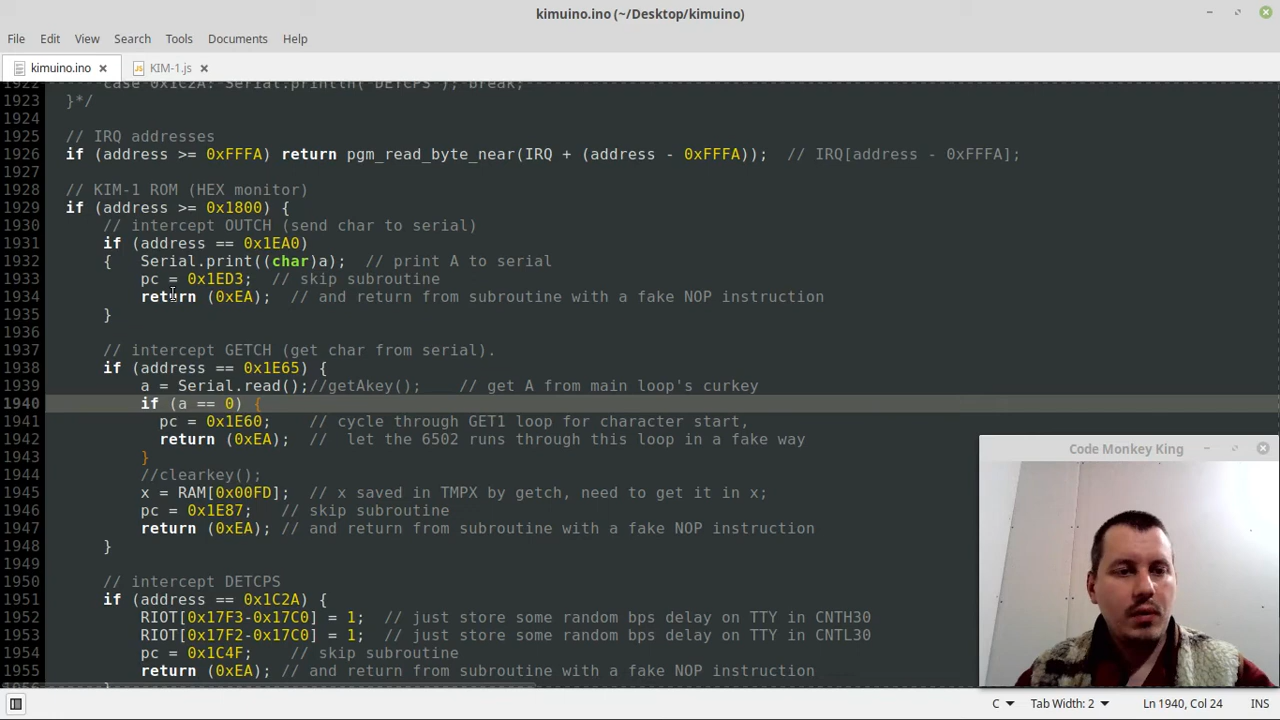 kimuino.ino (~/Desktop/kimuino)
File Edit View Search Tools Documents Help
kimuino.ino KIM-1.js
1922 case 0x1C2A: Serial.println("DETCPS"); break;
1923 }*/
1924
1925 // IRQ addresses
1926 if (address >= 0xFFFA) return pgm_read_byte_near(IRQ + (address - 0xFFFA)); // IRQ[address - 0xFFFA];
1927
1928 // KIM-1 ROM (HEX monitor)
1929 if (address >= 0x1800) {
1930 // intercept OUTCH (send char to serial)
1931 if (address == 0x1EA0)
1932 { Serial.print((char)a); // print A to serial
1933 pc = 0x1ED3; // skip subroutine
1934 return (0xEA); // and return from subroutine with a fake NOP instruction
1935 }
1936
1937 // intercept GETCH (get char from serial).
1938 if (address == 0x1E65) {
1939 a = Serial.read();//getAkey(); // get A from main loop's curkey
1940 if (a == 0) {
1941 pc = 0x1E60; // cycle through GET1 loop for character start,
1942 return (0xEA); // let the 6502 runs through this loop in a fake way
1943 }
1944 //clearkey();
1945 x = RAM[0x00FD]; // x saved in TMPX by getch, need to get it in x;
1946 pc = 0x1E87; // skip subroutine
1947 return (0xEA); // and return from subroutine with a fake NOP instruction
1948 }
1949
1950 // intercept DETCPS
1951 if (address == 0x1C2A) {
1952 RIOT[0x17F3-0x17C0] = 1; // just store some random bps delay on TTY in CNTH30
1953 RIOT[0x17F2-0x17C0] = 1; // just store some random bps delay on TTY in CNTL30
1954 pc = 0x1C4F; // skip subroutine
1955 return (0xEA); // and return from subroutine with a fake NOP instruction
Code Monkey King
C Tab Width: 2 Ln 1940, Col 24 INS